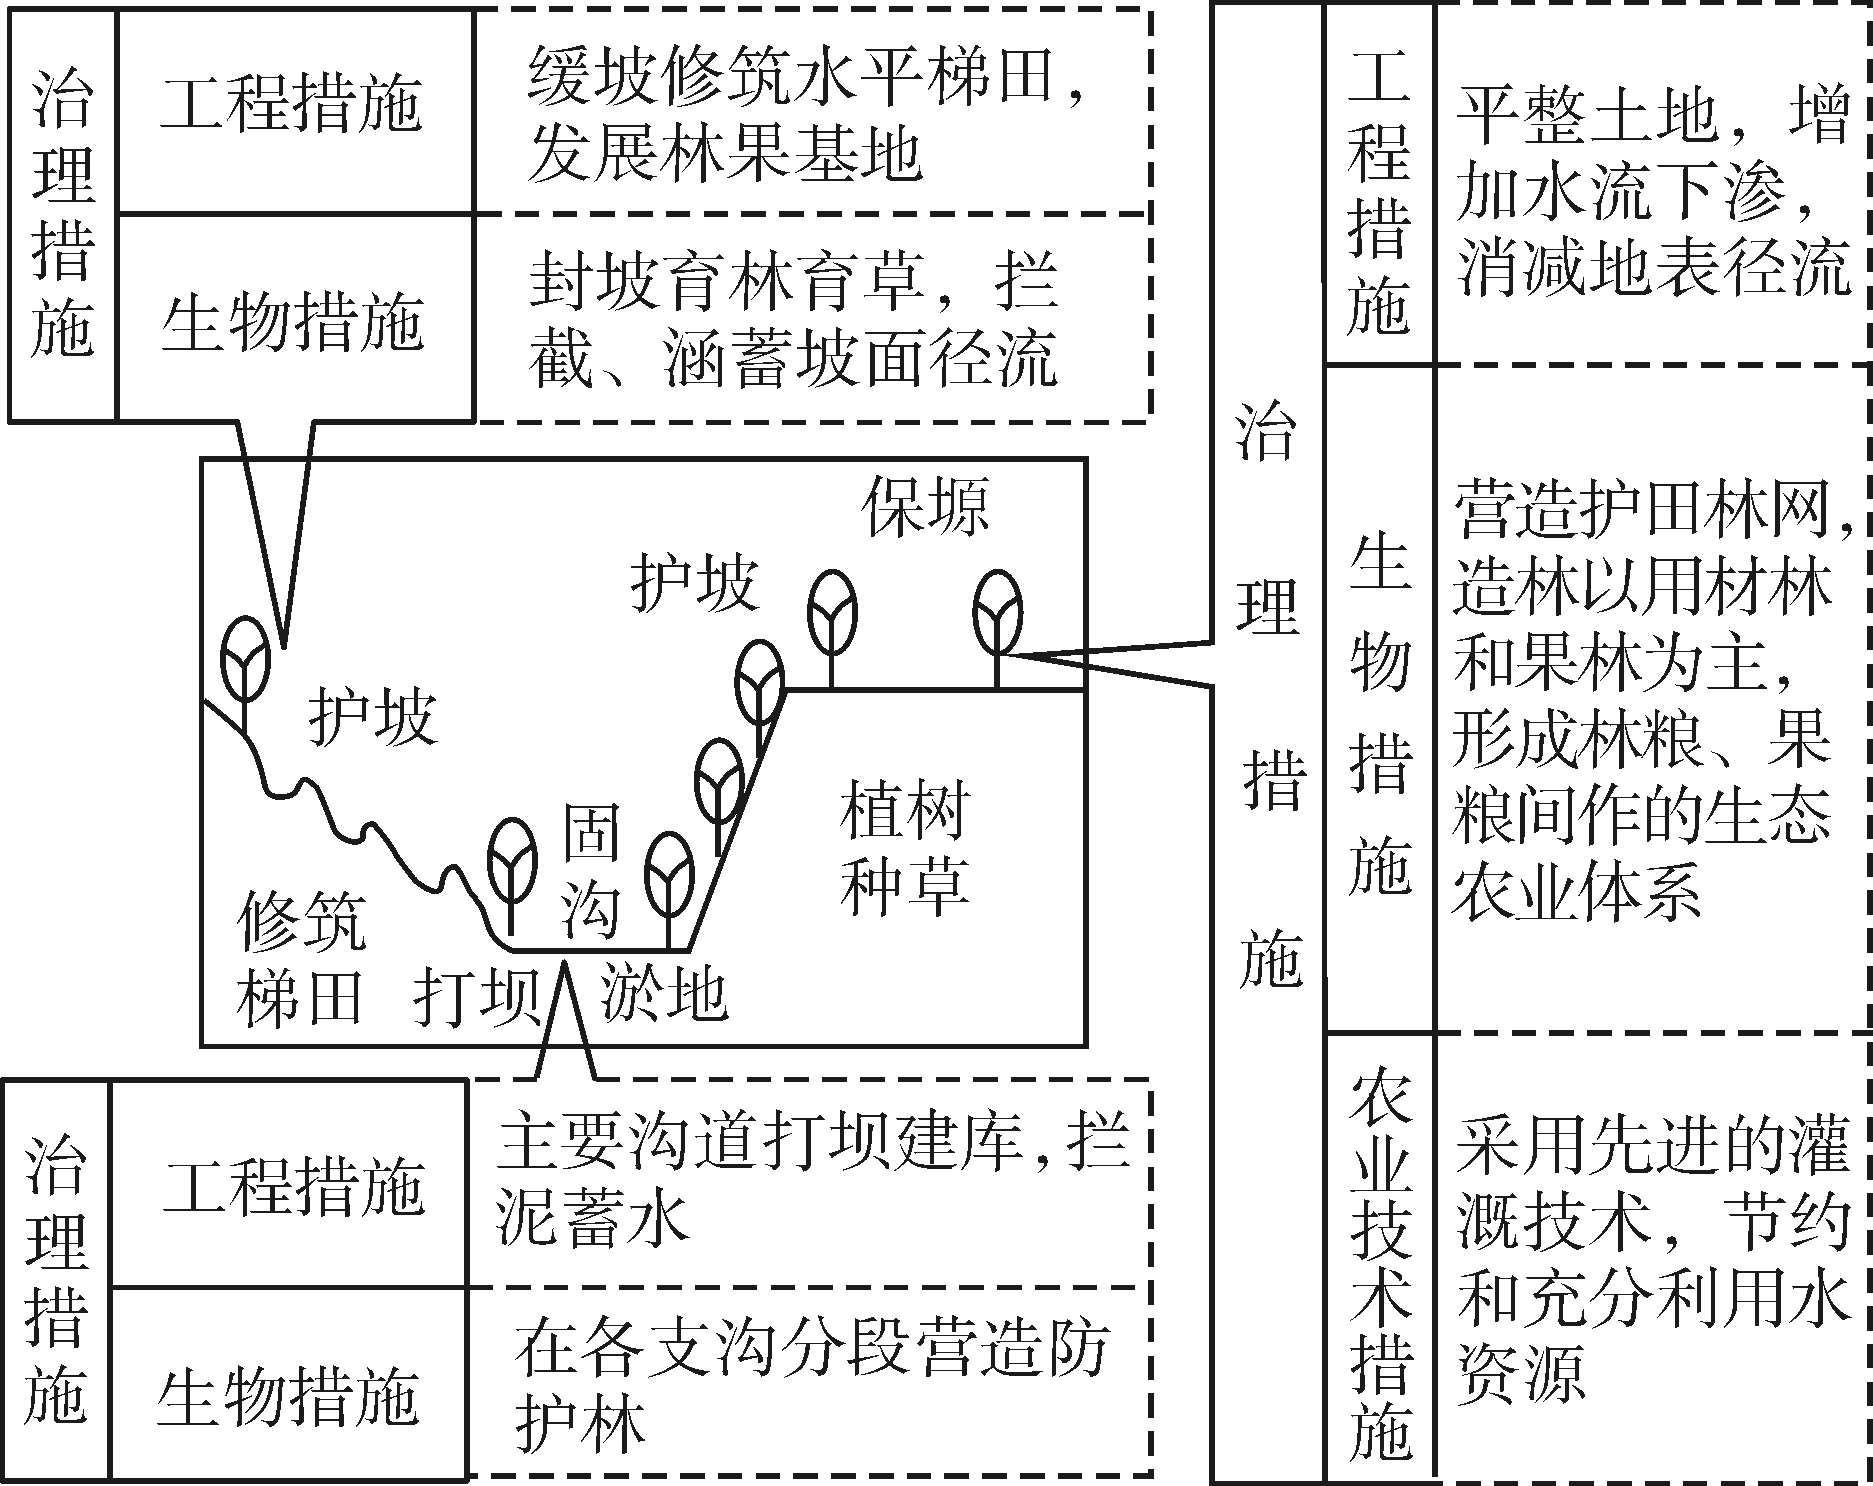 治理措施
工程措施
缓坡修筑水平梯田，
发展林果基地
生物措施
封坡育林育草，拦
截、涵蓄坡面径流
保塬
护坡
护坡
固沟
植树
种草
修筑
梯田
打坝
淤地
治理措施
工程措施
主要沟道打坝建库，拦
泥蓄水
生物措施
在各支沟分段营造防
护林
治理措施
工程措施
平整土地，增
加水流下渗，
消减地表径流
生物措施
营造护田林网，
造林以用材林
和果林为主，
形成林粮、果
粮间作的生态
农业体系
农业技术措施
采用先进的灌
溉技术，节约
和充分利用水
资源